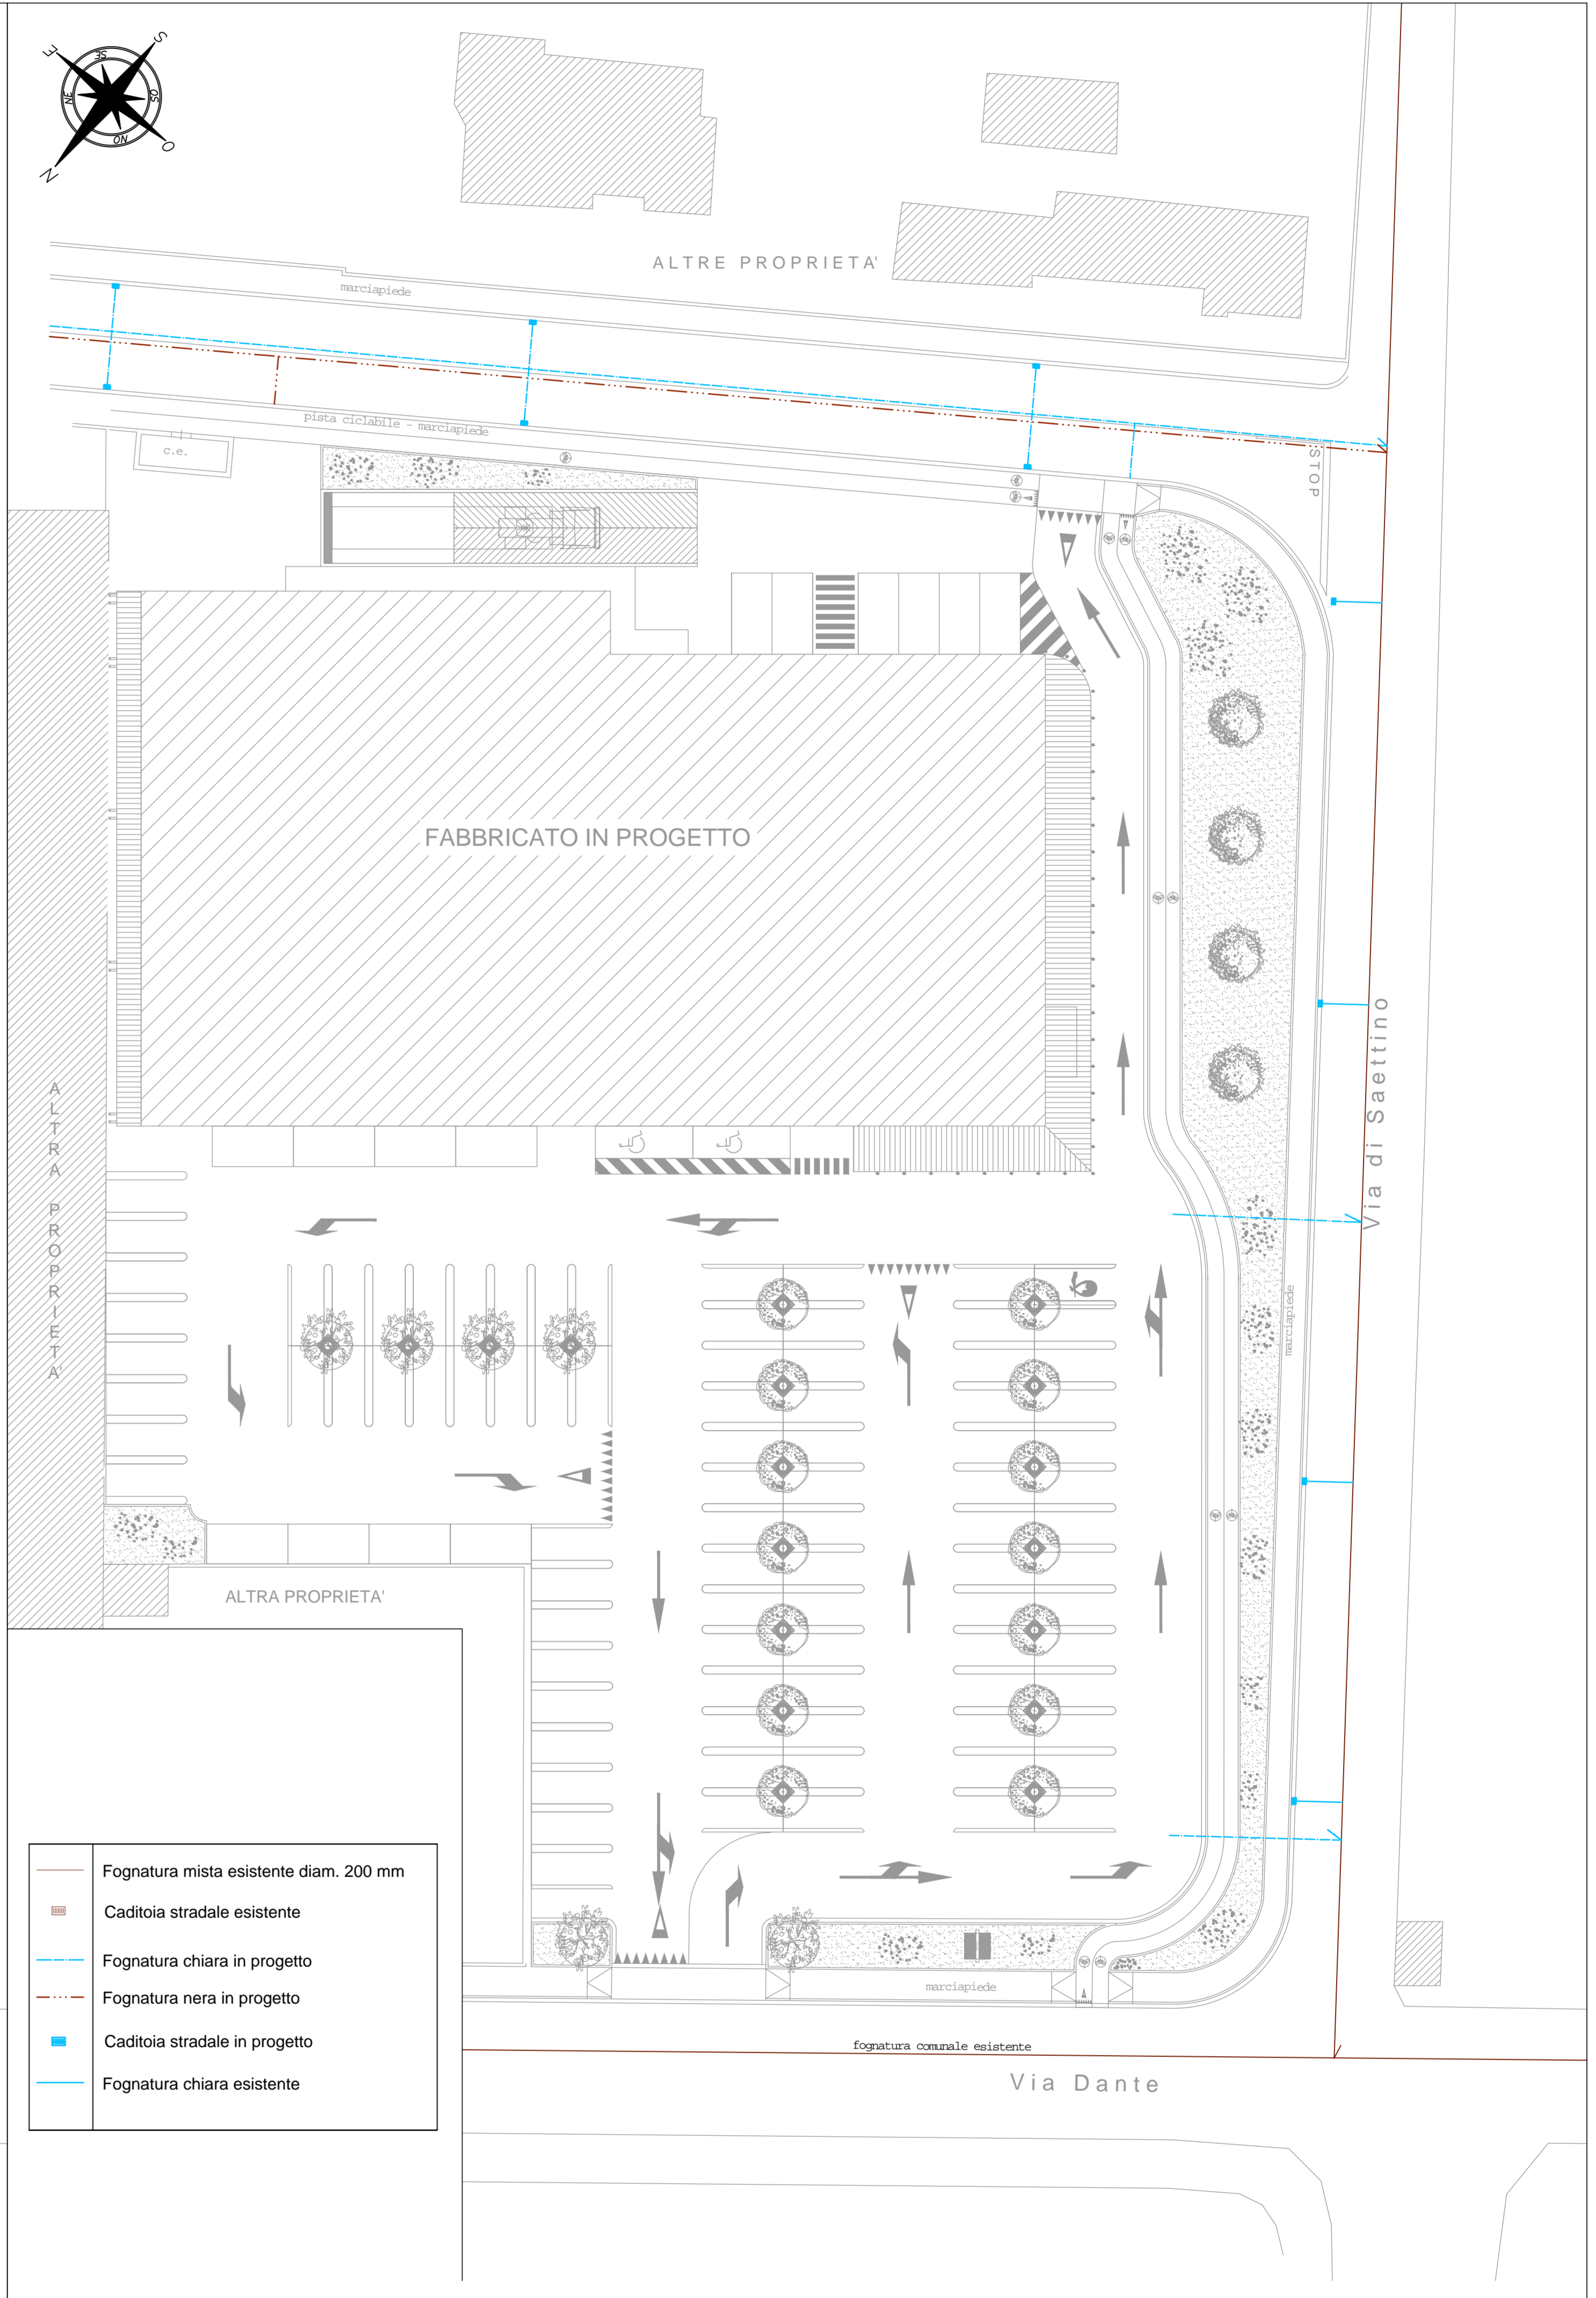 S
E
SE
NE
SO
NO
O
N
ALTRE PROPRIETA'
marciapiede
pista ciclabile - marciapiede
c.e.
STOP
FABBRICATO IN PROGETTO
Via di Saettino
ALTRA PROPRIETA'
marciapiede
ALTRA PROPRIETA'
marciapiede
fognatura comunale esistente
Via Dante
Fognatura mista esistente diam. 200 mm
Caditoia stradale esistente
Fognatura chiara in progetto
Fognatura nera in progetto
Caditoia stradale in progetto
Fognatura chiara esistente